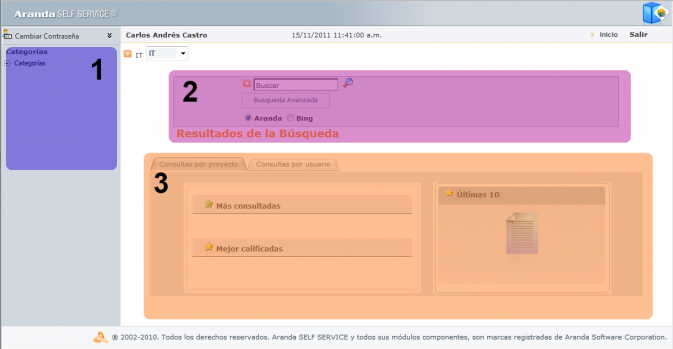 Aranda SELF SERVICE ®
Cambiar Contraseña
Carlos Andrés Castro
15/11/2011 11:41:00 a.m.
Inicio
Salir
Categorías
Categorías
1
IT
IT
2
Buscar
Busqueda Avanzada
Aranda
Bing
Resultados de la Búsqueda
Consultas por proyecto
Consultas por usuario
3
Más consultadas
Últimas 10
Mejor calificadas
® 2002-2010. Todos los derechos reservados. Aranda SELF SERVICE y todos sus módulos componentes, son marcas registradas de Aranda Software Corporation.